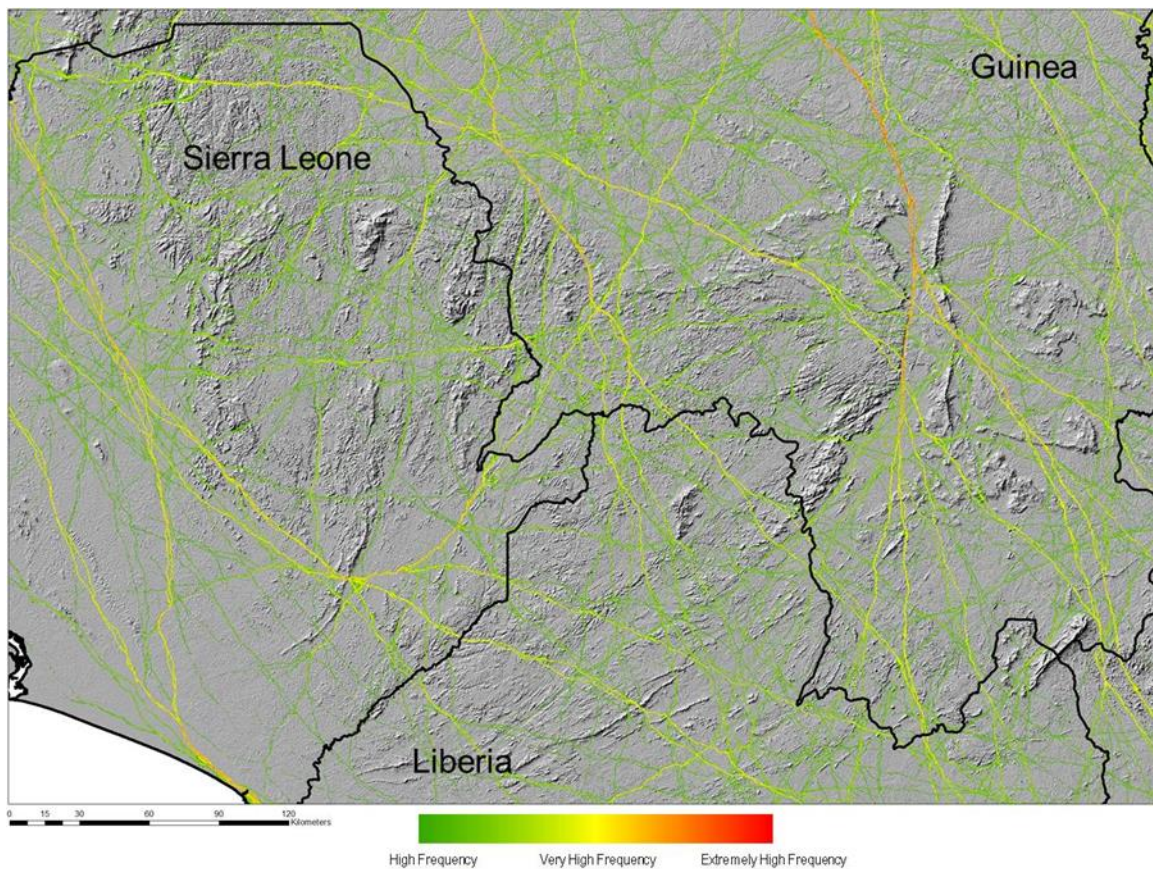 Guinea
Sierra Leone
Liberia
0 15 30 60 90 120
Kilometers
High Frequency Very High Frequency Extremely High Frequency